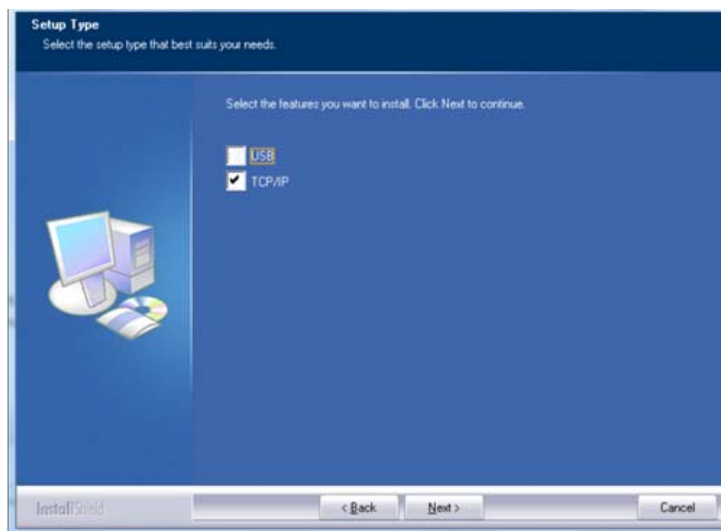 Setup Type
Select the setup type that best suits your needs.
Select the features you want to install. Click Next to continue.
USB
TCP/IP
InstallShield
< Back
Next >
Cancel